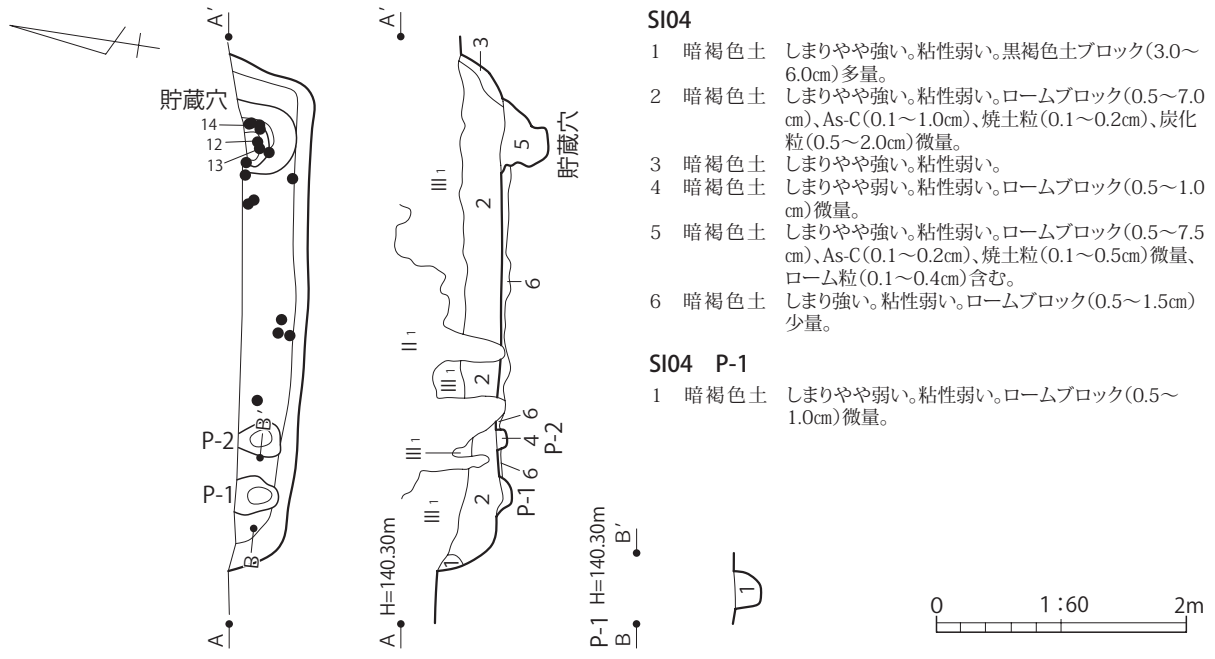 A'
貯蔵穴
14
12
13
P-2
B'
P-1
B
A
A'
3
5
貯蔵穴
III 1
2
6
II 1
III 1
2
6
4
P-2
III 1
6
III 1
2
P-1
1
A H=140.30m
P-1 H=140.30m
B B'
1
SI04
1 暗褐色土 しまりやや強い。粘性弱い。黒褐色土ブロック(3.0～
6.0㎝)多量。
2 暗褐色土 しまりやや強い。粘性弱い。ロームブロック(0.5～7.0
㎝)、As-C(0.1～1.0㎝)、焼土粒(0.1～0.2㎝)、炭化
粒(0.5～2.0㎝)微量。
3 暗褐色土 しまりやや強い。粘性弱い。
4 暗褐色土 しまりやや弱い。粘性弱い。ロームブロック(0.5～1.0
㎝)微量。
5 暗褐色土 しまりやや強い。粘性弱い。ロームブロック(0.5～7.5
㎝)、As-C(0.1～0.2㎝)、焼土粒(0.1～0.5㎝)微量、
ローム粒(0.1～0.4㎝)含む。
6 暗褐色土 しまり強い。粘性弱い。ロームブロック(0.5～1.5㎝)
少量。
SI04 P-1
1 暗褐色土 しまりやや弱い。粘性弱い。ロームブロック(0.5～
1.0㎝)微量。
0 1:60 2m